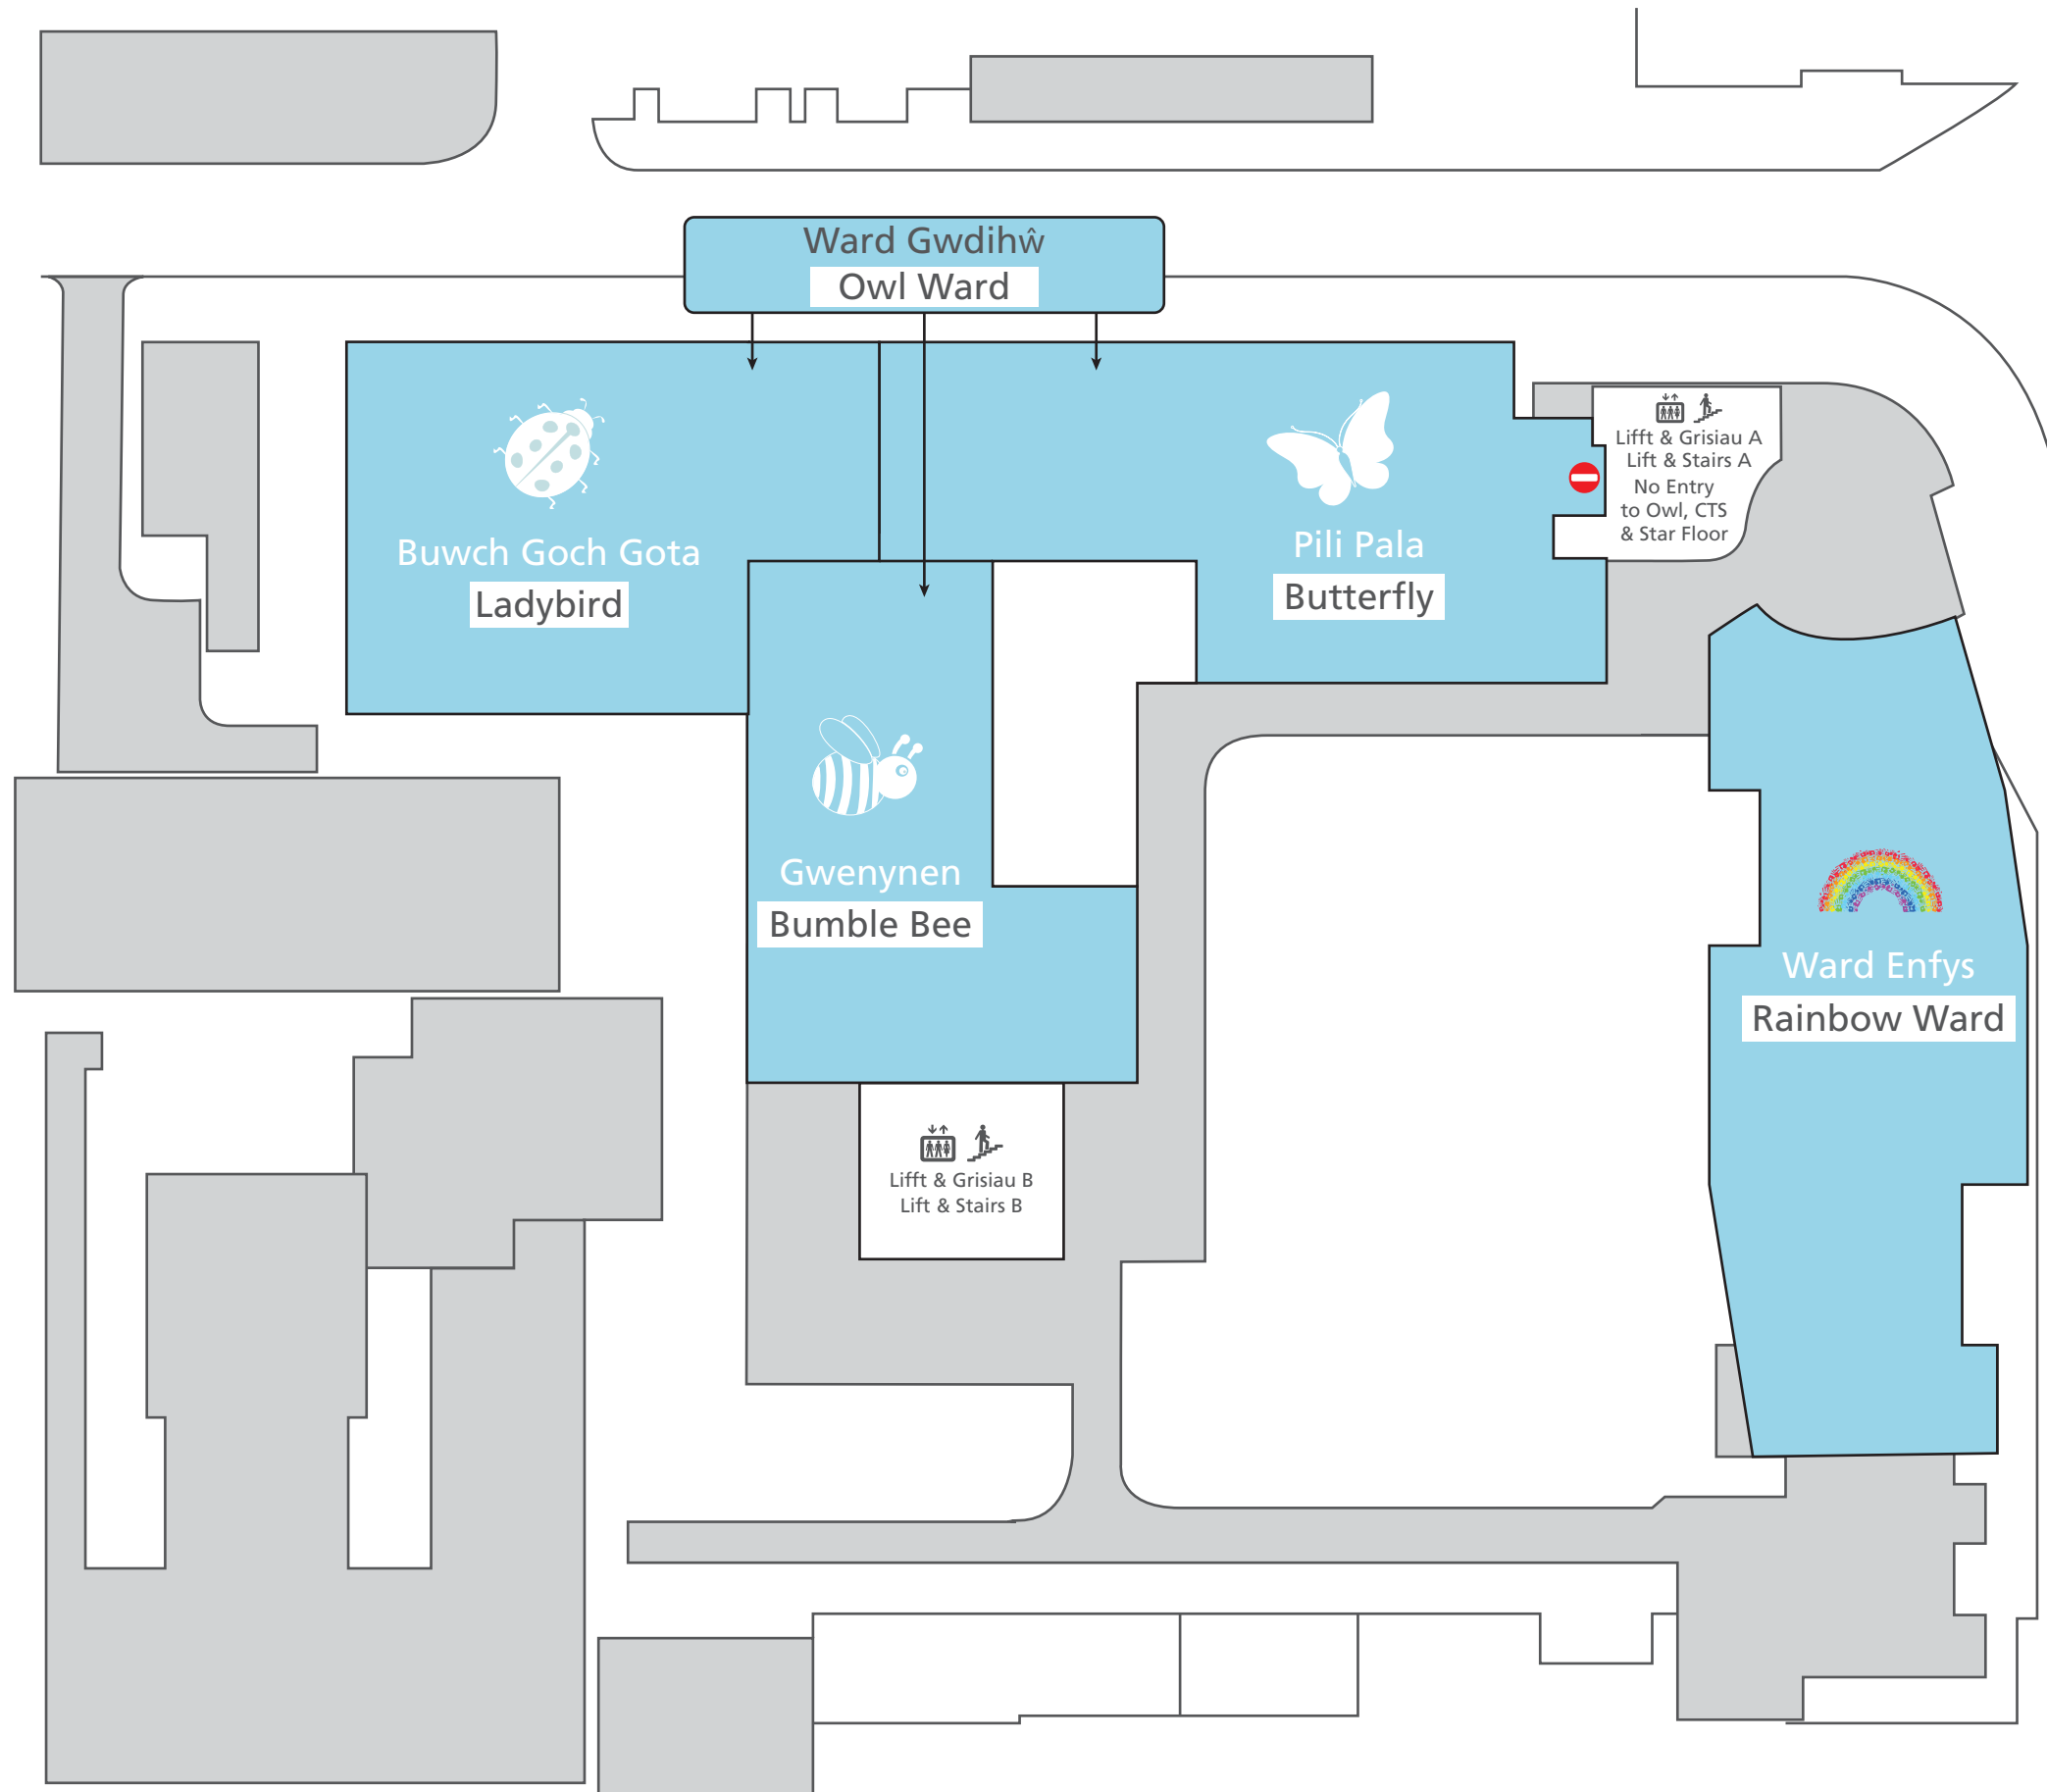 Ward Gwdihŵ
Owl Ward
Lifft & Grisiau A
Lift & Stairs A
No Entry
to Owl, CTS
& Star Floor
Buwch Goch Gota
Ladybird
Pili Pala
Butterfly
Gwenynen
Bumble Bee
Ward Enfys
Rainbow Ward
Lifft & Grisiau B
Lift & Stairs B